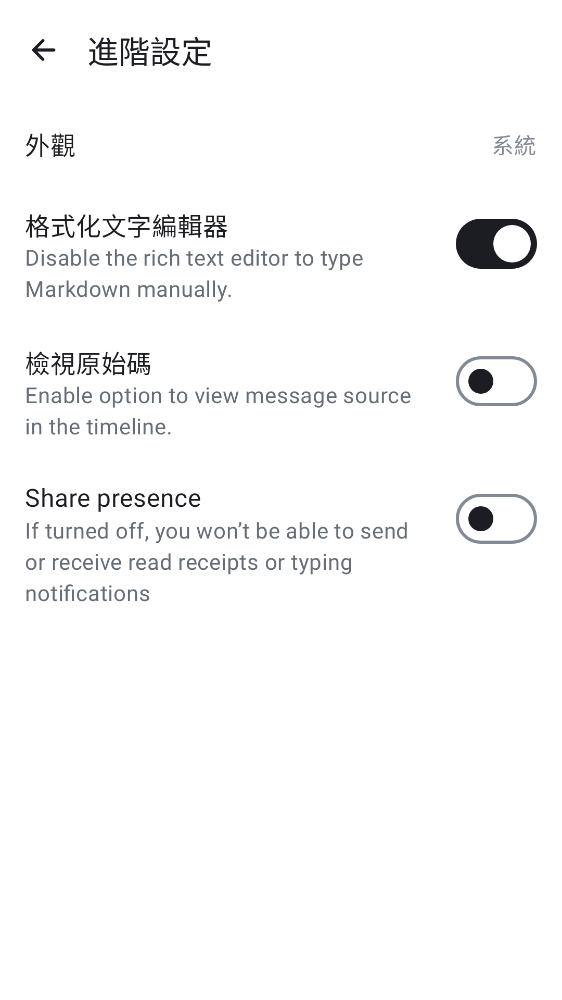 進階設定
外觀
系統
格式化文字編輯器
Disable the rich text editor to type
Markdown manually.
檢視原始碼
Enable option to view message source
in the timeline.
Share presence
If turned off, you won’t be able to send
or receive read receipts or typing
notifications